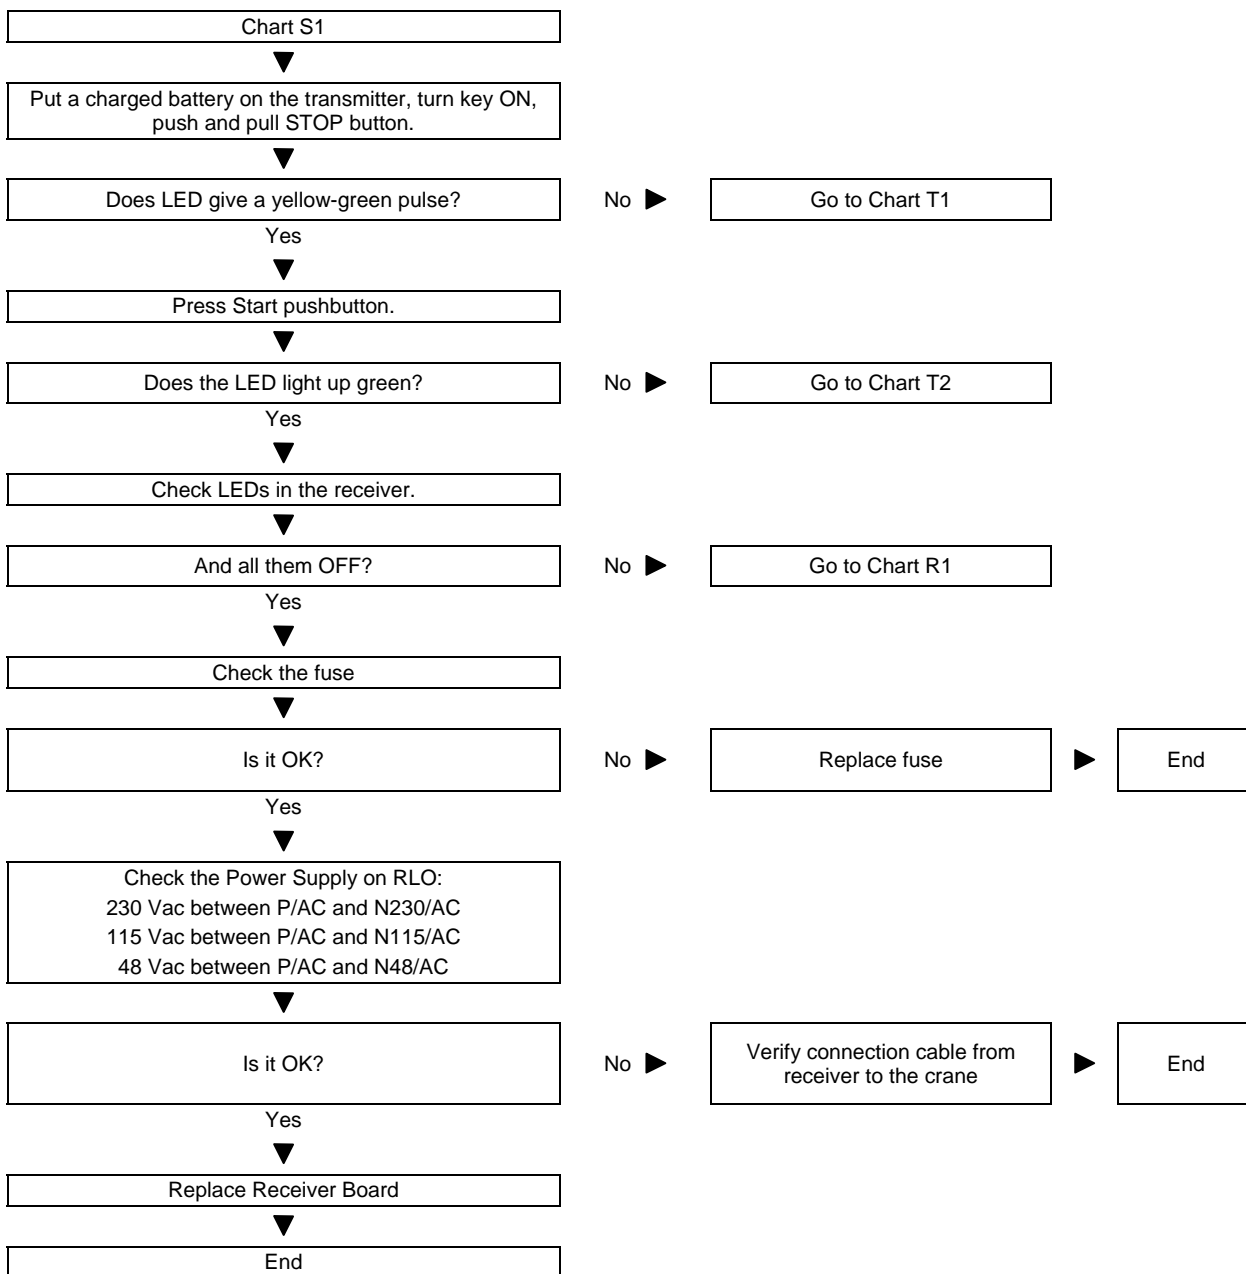 Chart S1
Put a charged battery on the transmitter, turn key ON,
push and pull STOP button.
Does LED give a yellow-green pulse?
No
Go to Chart T1
Yes
Press Start pushbutton.
Does the LED light up green?
No
Go to Chart T2
Yes
Check LEDs in the receiver.
And all them OFF?
No
Go to Chart R1
Yes
Check the fuse
Is it OK?
No
Replace fuse
End
Yes
Check the Power Supply on RLO:
230 Vac between P/AC and N230/AC
115 Vac between P/AC and N115/AC
48 Vac between P/AC and N48/AC
Is it OK?
No
Verify connection cable from
receiver to the crane
End
Yes
Replace Receiver Board
End